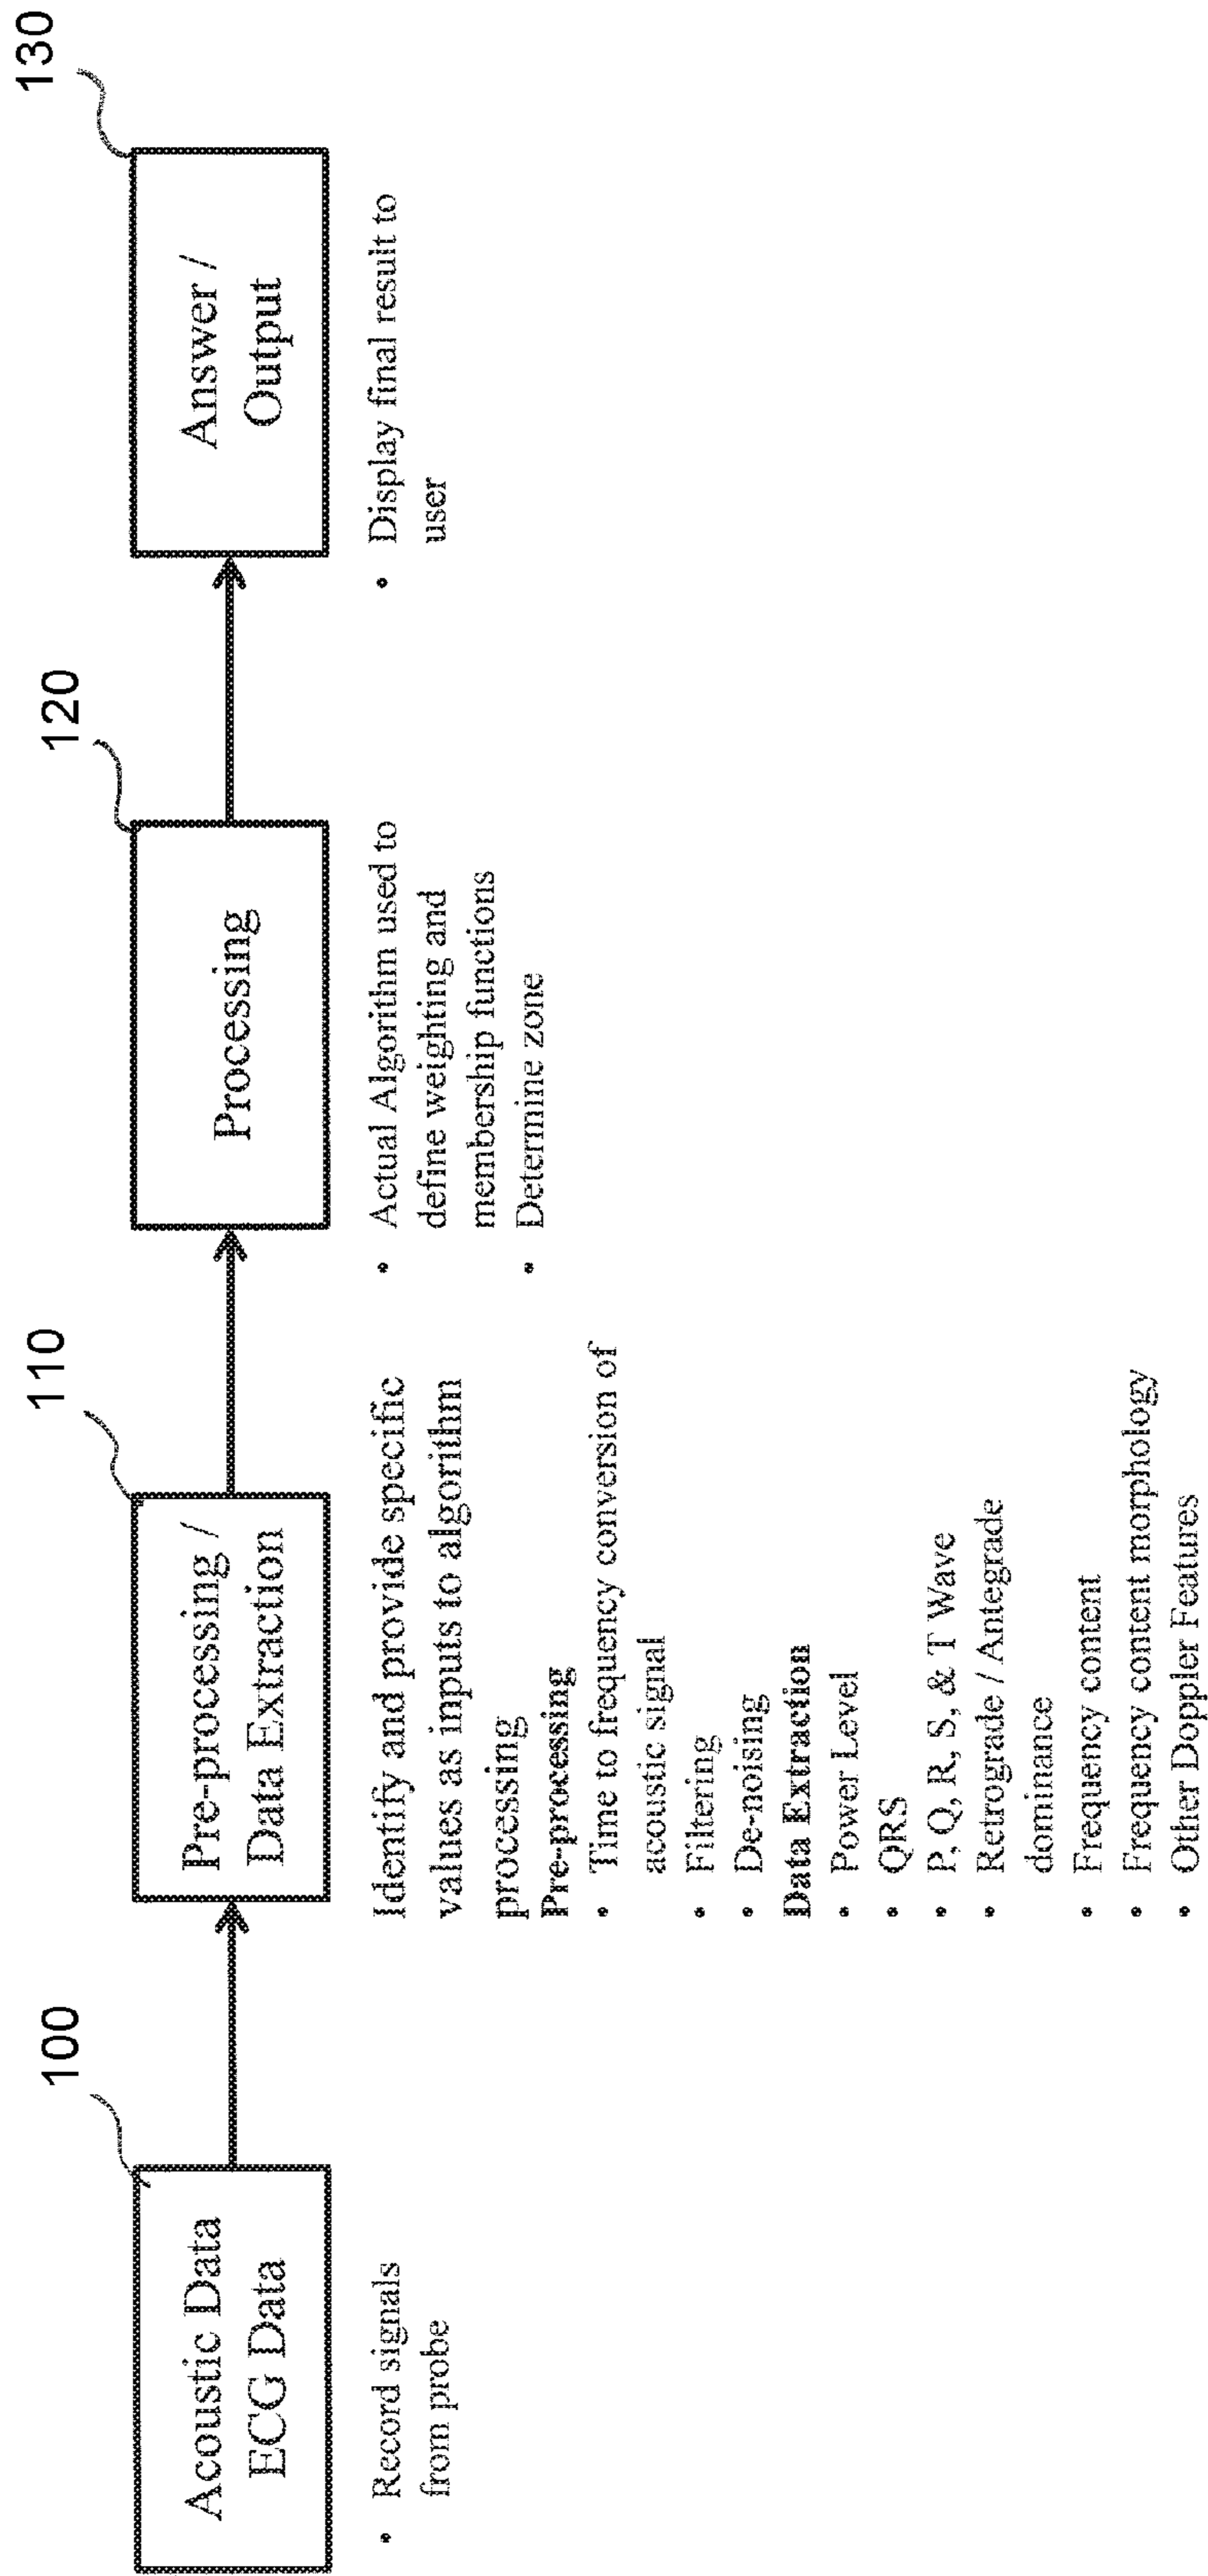 100
Acoustic Data
ECG Data
• Record signals
from probe
110
Pre-processing /
Data Extraction
Identify and provide specific
values as inputs to algorithm
processing
Pre-processing
• Time to frequency conversion of
acoustic signal
• Filtering
• De-noising
Data Extraction
• Power Level
• QRS
• P, Q, R, S, & T Wave
• Retrograde / Antegrade
dominance
• Frequency content
• Frequency content morphology
• Other Doppler Features
120
Processing
• Actual Algorithm used to
define weighting and
membership functions
• Determine zone
130
Answer /
Output
• Display final result to
user